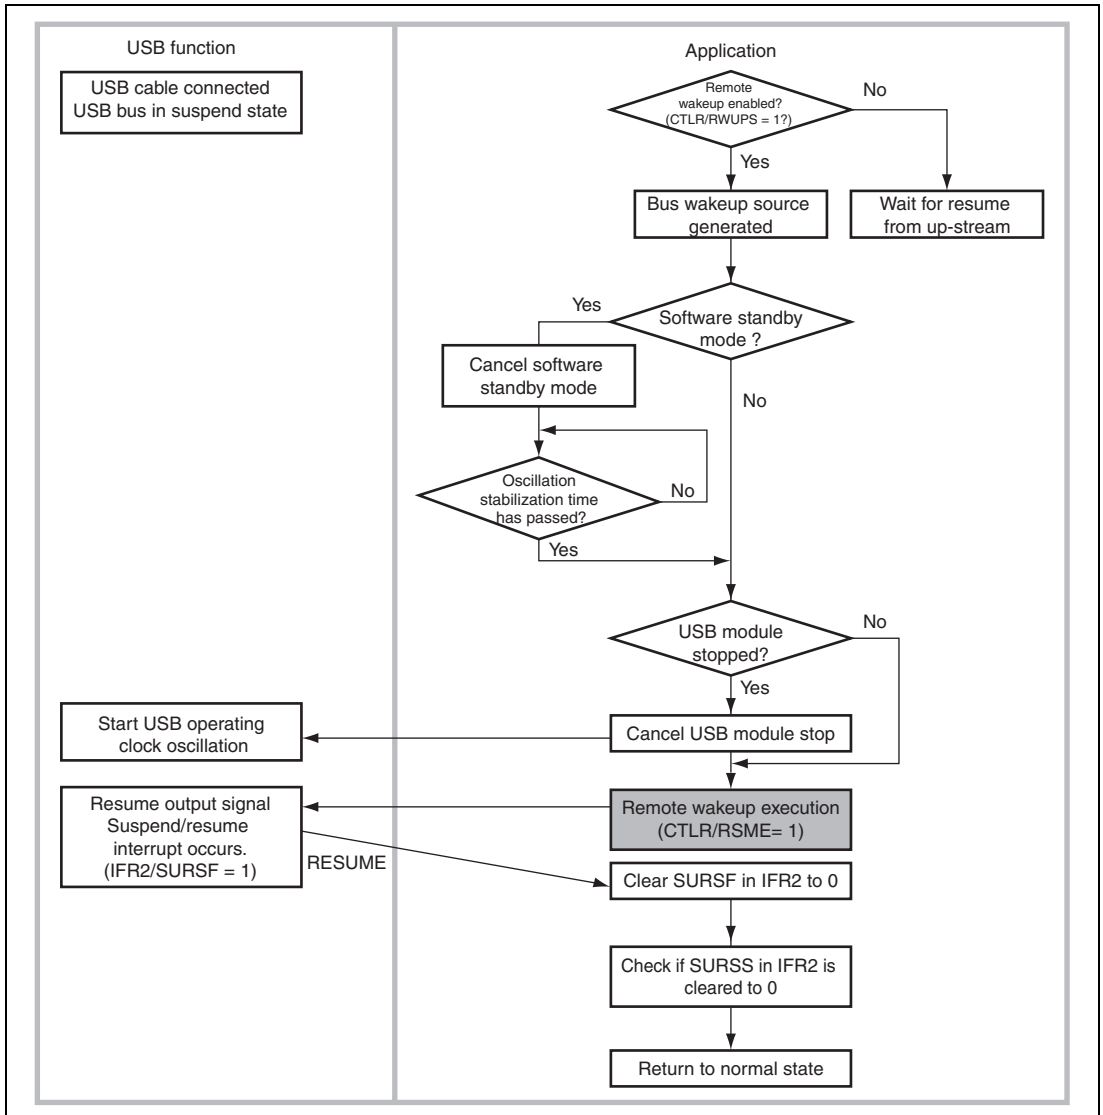 USB function
USB cable connected
USB bus in suspend state
Application
Remote
wakeup enabled?
(CTLR/RWUPS = 1?)
No
Yes
Bus wakeup source
generated
Wait for resume
from up-stream
Yes
Software standby
mode ?
Cancel software
standby mode
No
Oscillation
stabilization time
has passed?
No
Yes
USB module
stopped?
No
Yes
Start USB operating
clock oscillation
Cancel USB module stop
Resume output signal
Suspend/resume
interrupt occurs.
(IFR2/SURSF = 1)
Remote wakeup execution
(CTLR/RSME= 1)
RESUME
Clear SURSF in IFR2 to 0
Check if SURSS in IFR2 is
cleared to 0
Return to normal state